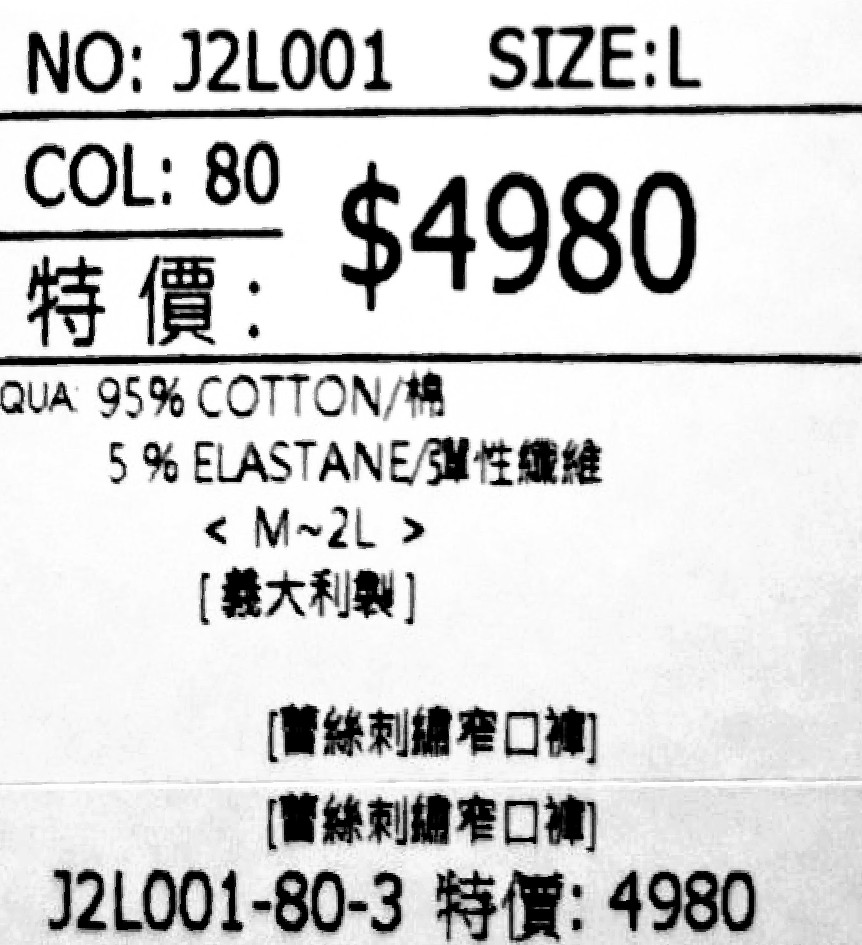 NO: J2L001 SIZE:L
COL: 80
$4980
特價:
QUA: 95% COTTON/棉
5 % ELASTANE/彈性纖維
< M~2L >
[義大利製]
[蕾絲刺繡窄口褲]
[蕾絲刺繡窄口褲]
J2L001-80-3 特價: 4980